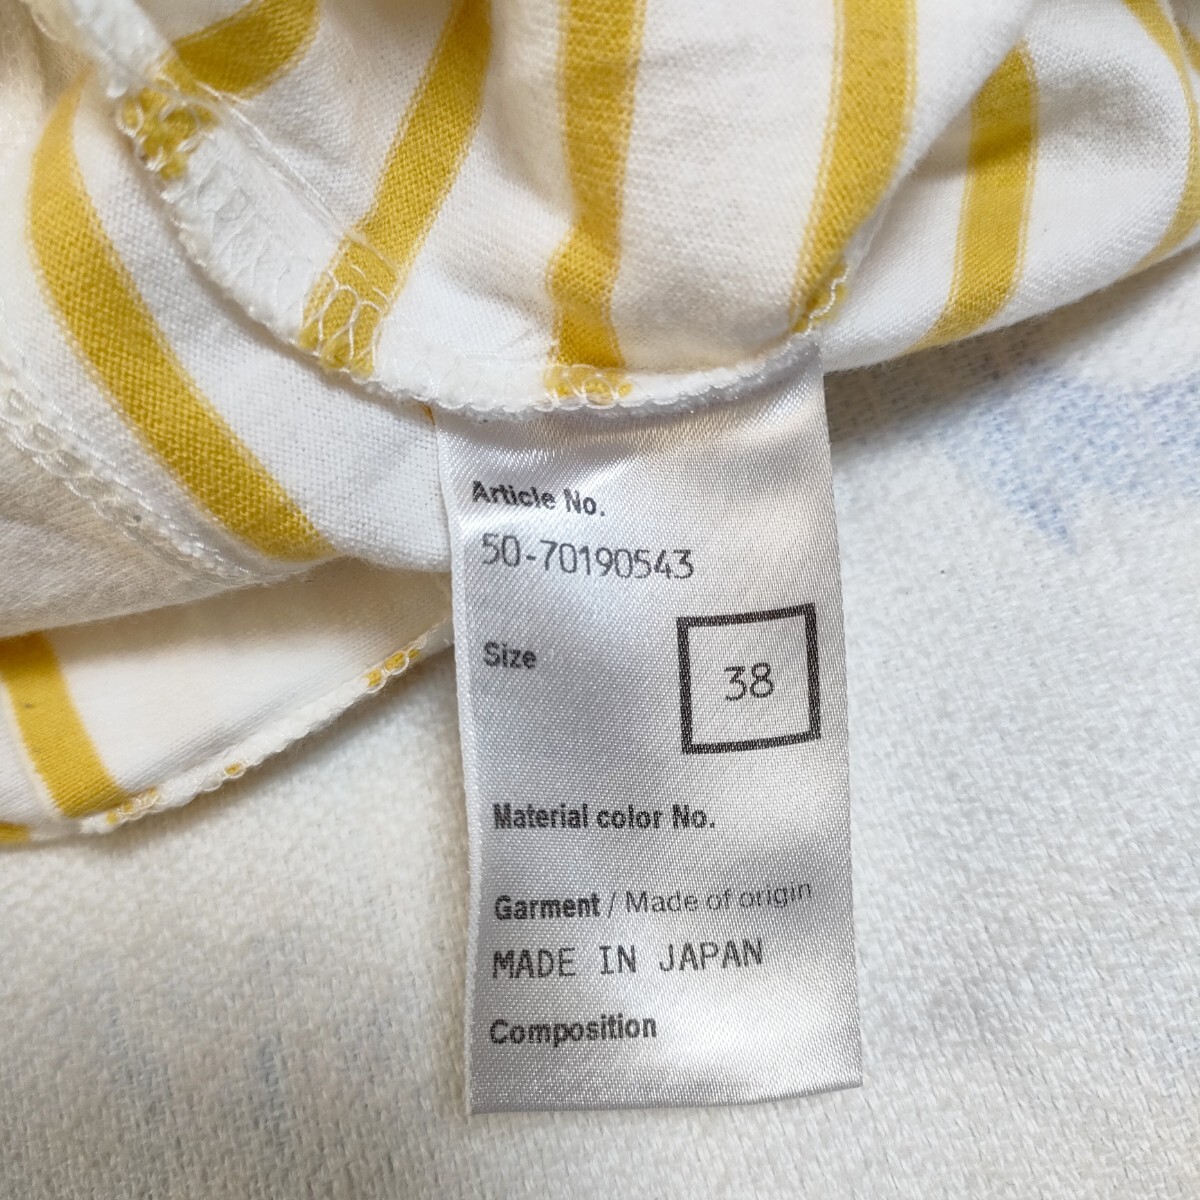 Article No.
50-70190543
Size
38
Material color No.
Garment / Made of origin
MADE IN JAPAN
Composition